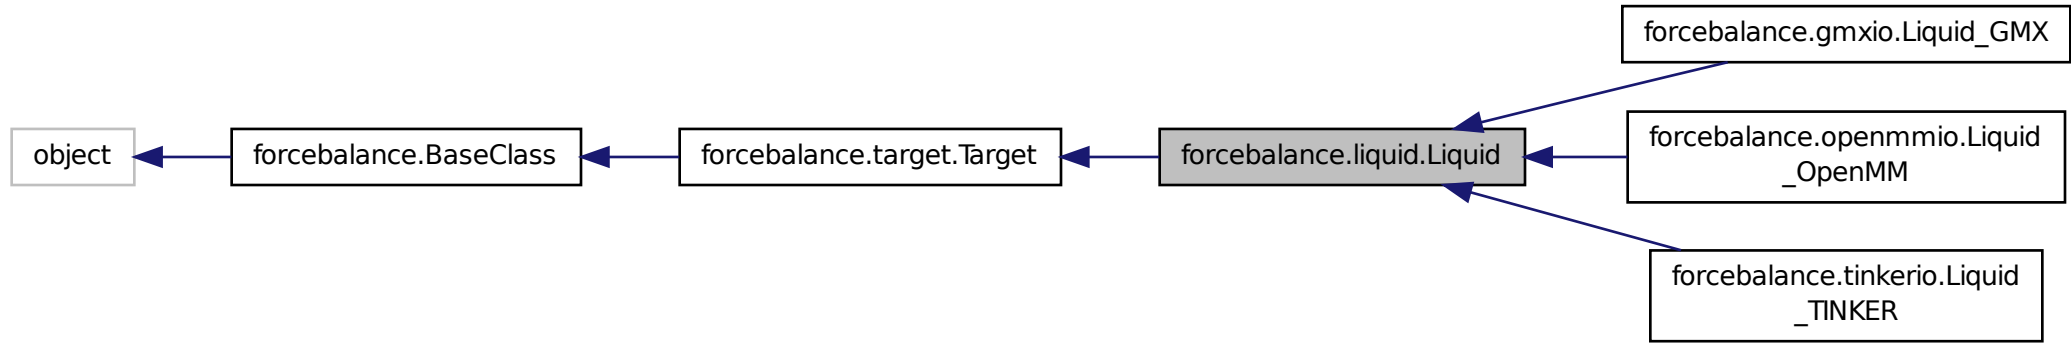 object
forcebalance.BaseClass
forcebalance.target.Target
forcebalance.liquid.Liquid
forcebalance.gmxio.Liquid_GMX
forcebalance.openmmio.Liquid
_OpenMM
forcebalance.tinkerio.Liquid
_TINKER